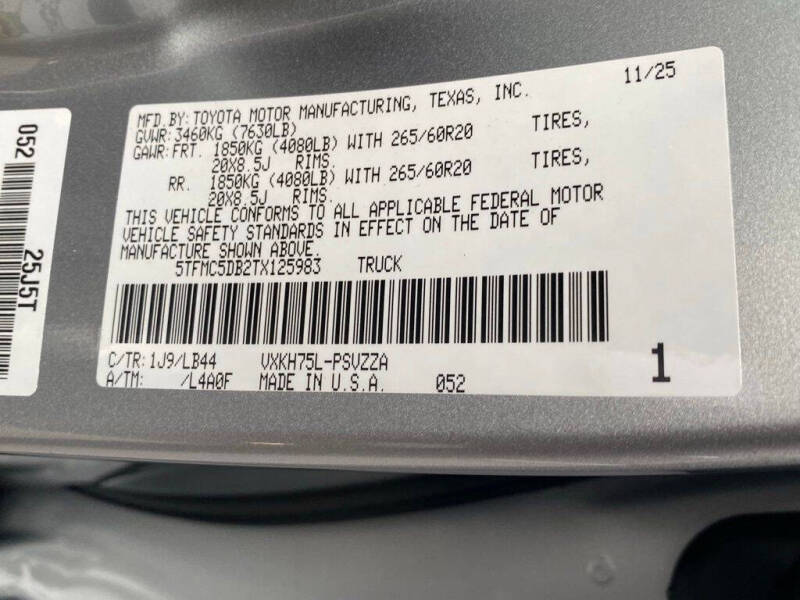 11/25
MFD.BY: TOYOTA MOTOR MANUFACTURING, TEXAS, INC.
GVWR: 3460KG (7630LB)
GAWR: FRT. 1850KG (4080LB) WITH 265/60R20 TIRES,
20X8.5J RIMS.
RR. 1850KG (4080LB) WITH 265/60R20 TIRES,
20X8.5J RIMS.
THIS VEHICLE CONFORMS TO ALL APPLICABLE FEDERAL MOTOR
VEHICLE SAFETY STANDARDS IN EFFECT ON THE DATE OF
MANUFACTURE SHOWN ABOVE.
5TFMC5DB2TX125983 TRUCK
C/TR: 1J9/LB44 VXKH75L-PSVZZA
A/TM: /L4A0F MADE IN U.S.A. 052
1
052
25J5T